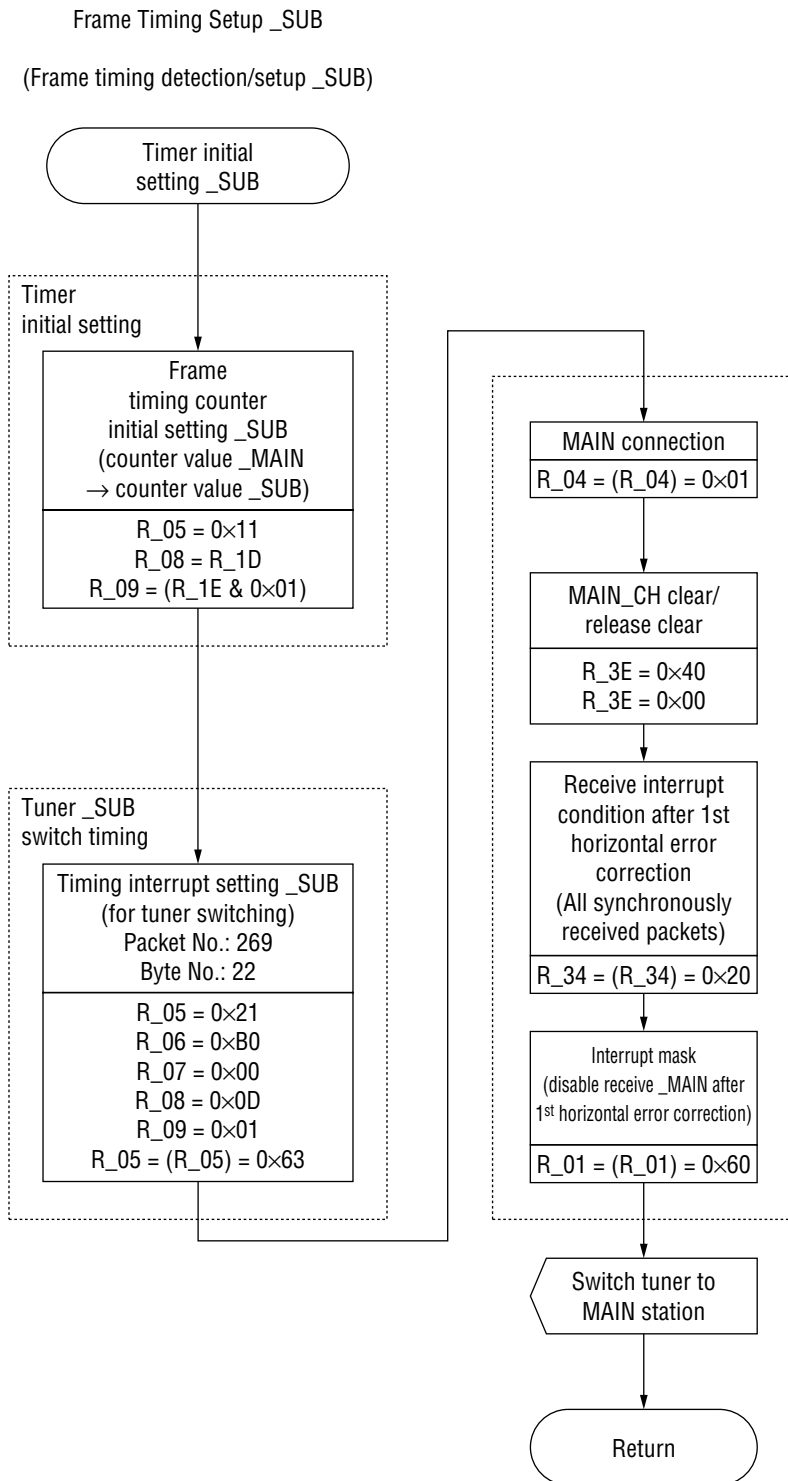 Frame Timing Setup _SUB
(Frame timing detection/setup _SUB)
Timer initial
setting _SUB
Timer
initial setting
Frame
timing counter
initial setting _SUB
(counter value _MAIN
→ counter value _SUB)
R_05 = 0×11
R_08 = R_1D
R_09 = (R_1E & 0×01)
Tuner _SUB
switch timing
Timing interrupt setting _SUB
(for tuner switching)
Packet No.: 269
Byte No.: 22
R_05 = 0×21
R_06 = 0×B0
R_07 = 0×00
R_08 = 0×0D
R_09 = 0×01
R_05 = (R_05) = 0×63
MAIN connection
R_04 = (R_04) = 0×01
MAIN_CH clear/
release clear
R_3E = 0×40
R_3E = 0×00
Receive interrupt
condition after 1st
horizontal error
correction
(All synchronously
received packets)
R_34 = (R_34) = 0×20
Interrupt mask
(disable receive _MAIN after
1st horizontal error correction)
R_01 = (R_01) = 0×60
Switch tuner to
MAIN station
Return